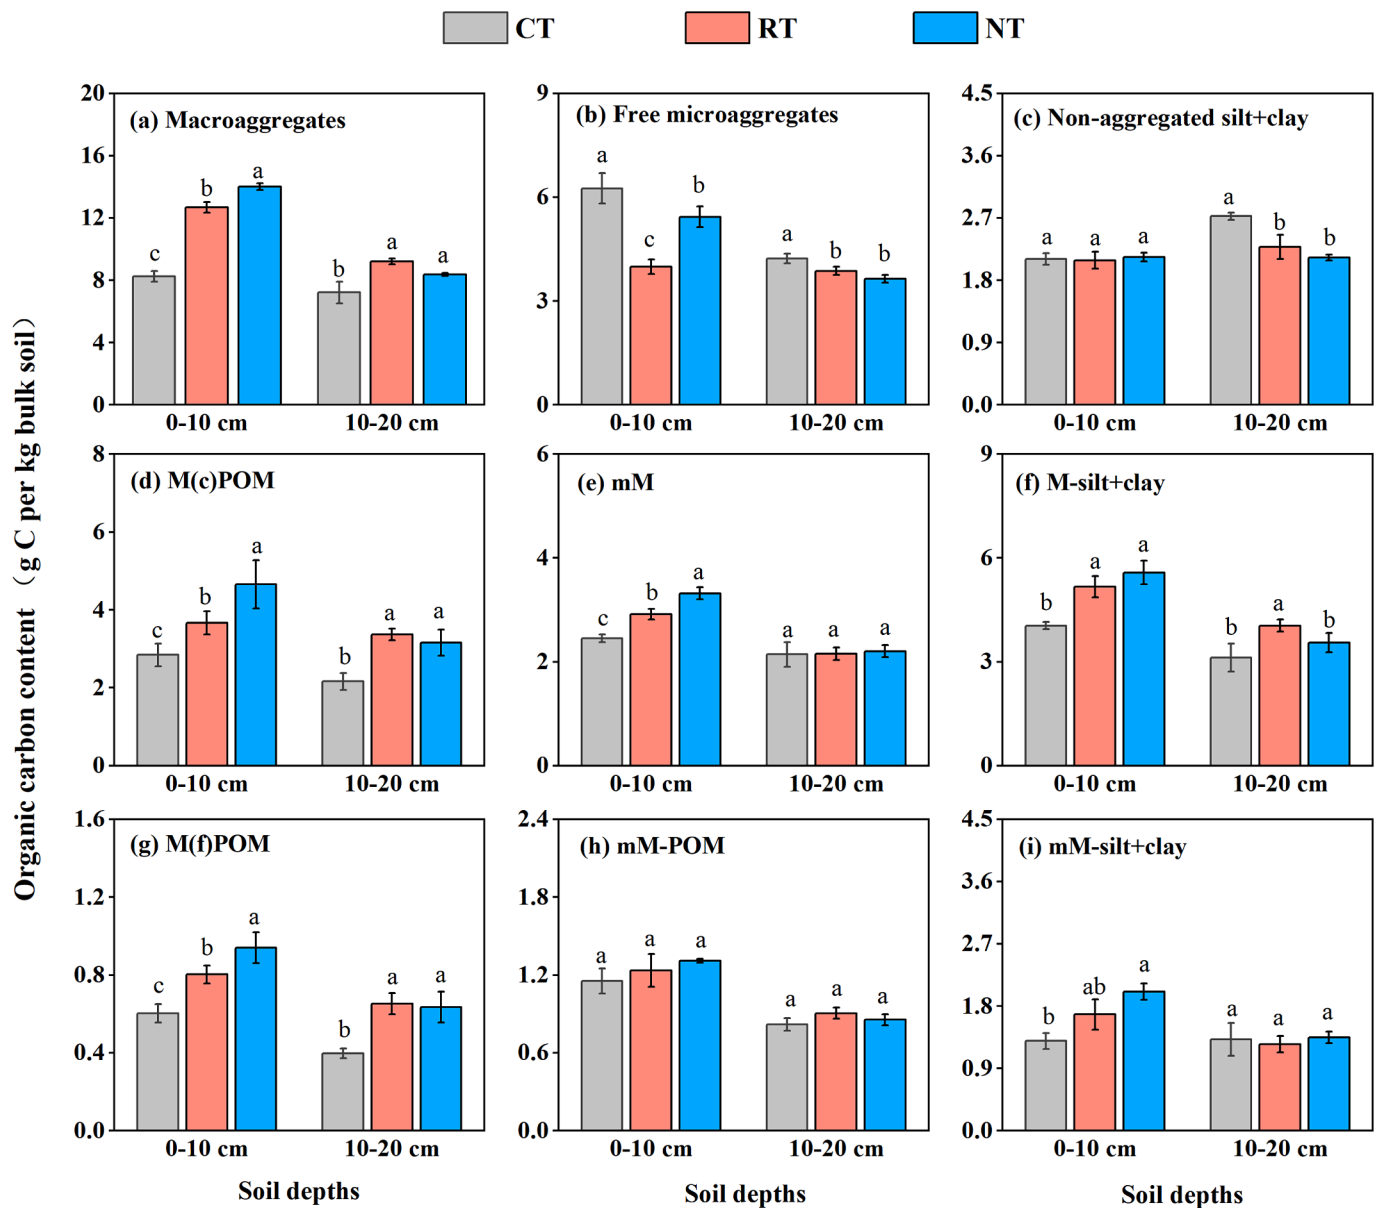 CT RT NT
Organic carbon content （g C per kg bulk soil）
(a) Macroaggregates
20
16
12
8
4
0
c b a b a a
0-10 cm 10-20 cm
(b) Free microaggregates
9
6
3
0
a c b a b b
0-10 cm 10-20 cm
(c) Non-aggregated silt+clay
4.5
3.6
2.7
1.8
0.9
0.0
a a a a b b
0-10 cm 10-20 cm
(d) M(c)POM
8
6
4
2
0
c b a b a a
0-10 cm 10-20 cm
(e) mM
6
4
2
0
c b a a a a
0-10 cm 10-20 cm
(f) M-silt+clay
9
6
3
0
b a a b a b
0-10 cm 10-20 cm
(g) M(f)POM
1.6
1.2
0.8
0.4
0.0
c b a b a a
0-10 cm 10-20 cm
Soil depths
(h) mM-POM
2.4
1.8
1.2
0.6
0.0
a a a a a a
0-10 cm 10-20 cm
Soil depths
(i) mM-silt+clay
4.5
3.6
2.7
1.8
0.9
0.0
b ab a a a a
0-10 cm 10-20 cm
Soil depths